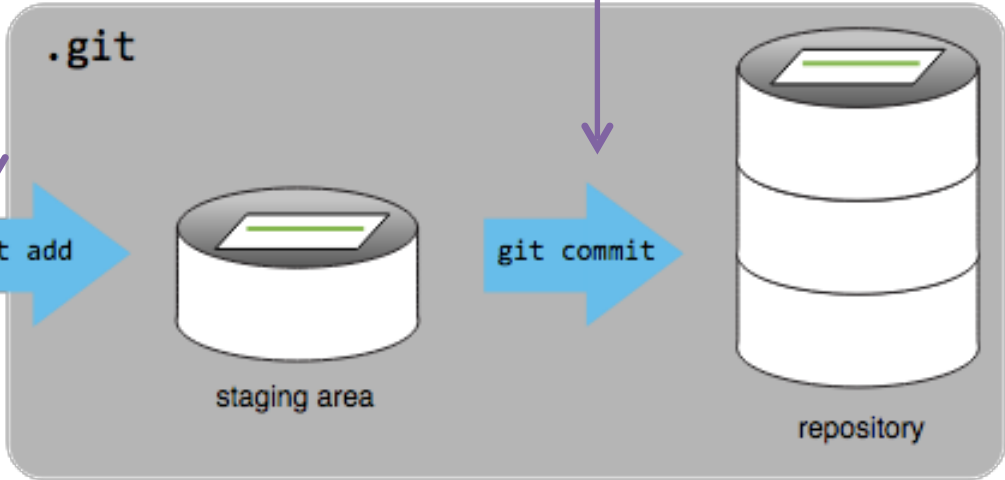 .git
t add
git commit
staging area
repository